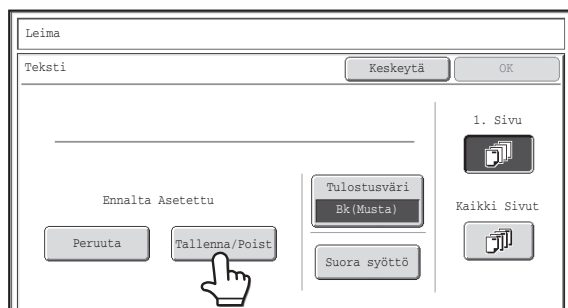 Leima
Teksti
Keskeytä
OK
1. Sivu
Ennalta Asetettu
Tulostusväri
Bk(Musta)
Kaikki Sivut
Peruuta
Tallenna/Poist
Suora syöttö